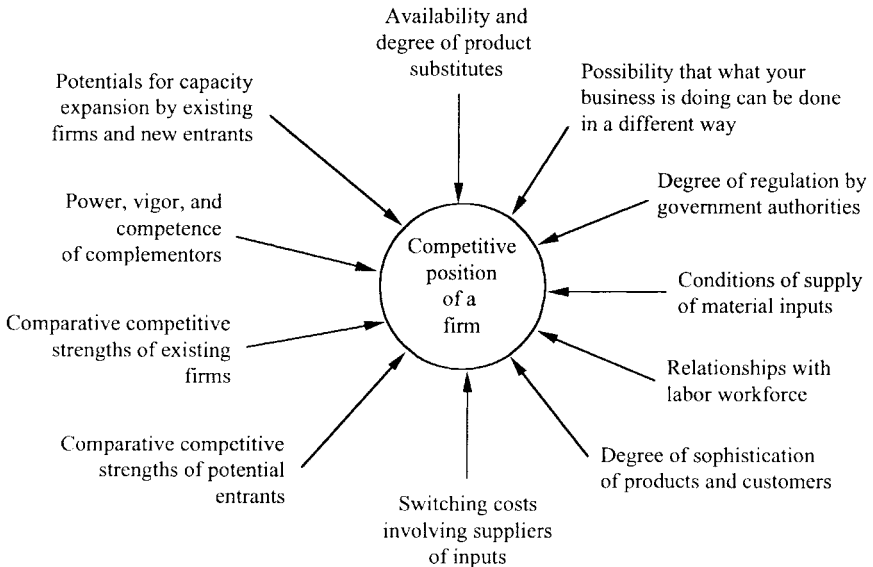 Availability and
degree of product
substitutes
Possibility that what your
business is doing can be done
in a different way
Degree of regulation by
government authorities
Conditions of supply
of material inputs
Relationships with
labor workforce
Degree of sophistication
of products and customers
Switching costs
involving suppliers
of inputs
Comparative competitive
strengths of potential
entrants
Comparative competitive
strengths of existing
firms
Power, vigor, and
competence
of complementors
Potentials for capacity
expansion by existing
firms and new entrants
Competitive
position
of a
firm